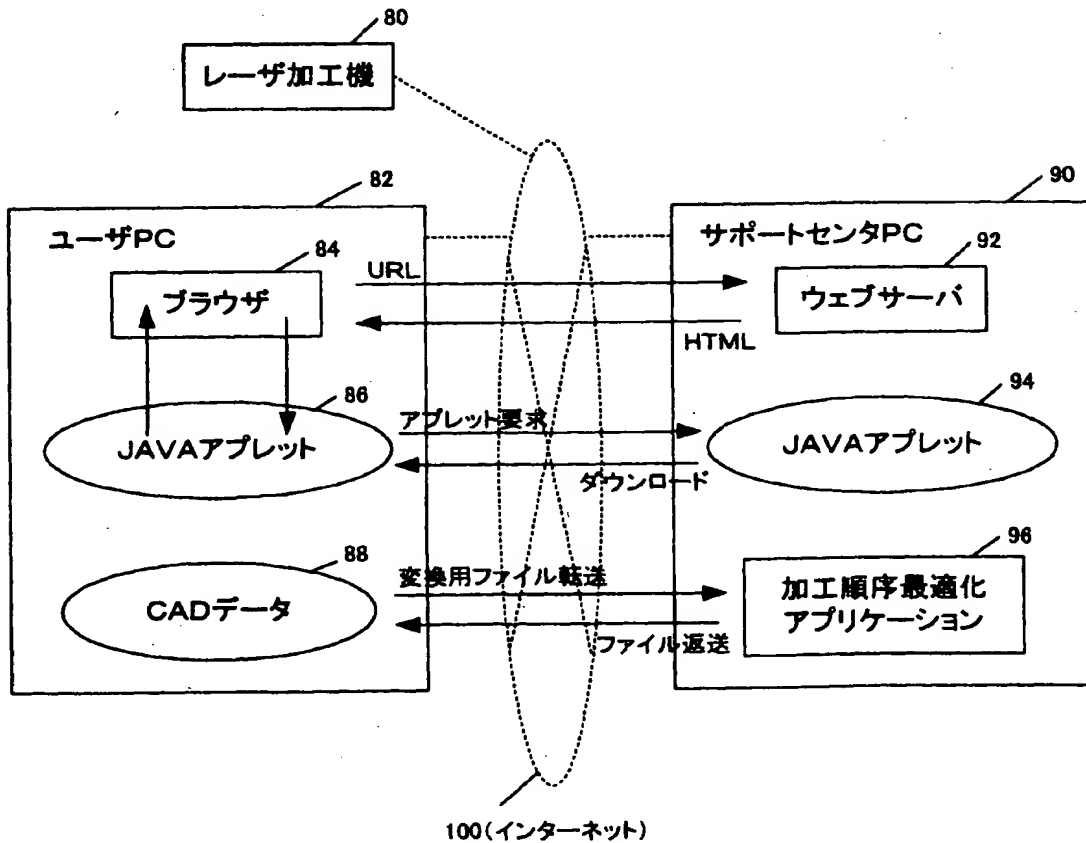 80
レーザ加工機
82
90
ユーザPC
サポートセンタPC
84
92
ブラウザ
URL
ウェブサーバ
HTML
86
94
アプレット要求
JAVAアプレット
JAVAアプレット
ダウンロード
88
96
変換用ファイル転送
CADデータ
加工順序最適化
アプリケーション
ファイル返送
100(インターネット)